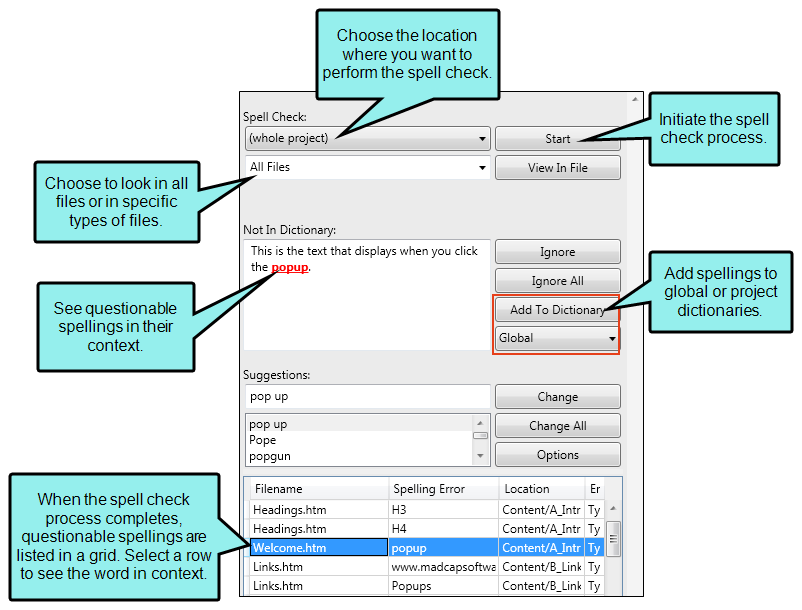 Choose the location
where you want to
perform the spell check.
Spell Check:
(whole project)
Start
Initiate the spell
check process.
All Files
View In File
Choose to look in all
files or in specific
types of files.
Not In Dictionary:
This is the text that displays when you click
the popup.
Ignore
Ignore All
Add To Dictionary
Global
Add spellings to
global or project
dictionaries.
See questionable
spellings in their
context.
Suggestions:
pop up
Change
pop up
Pope
popgun
Change All
Options
When the spell check
process completes,
questionable spellings are
listed in a grid. Select a row
to see the word in context.
Filename Spelling Error Location Er
Headings.htm H3 Content/A_Intr Ty
Headings.htm H4 Content/A_Intr Ty
Welcome.htm popup Content/A_Intr Ty
Links.htm www.madcapsoftwa Content/B_Link Ty
Links.htm Popups Content/B_Link Ty